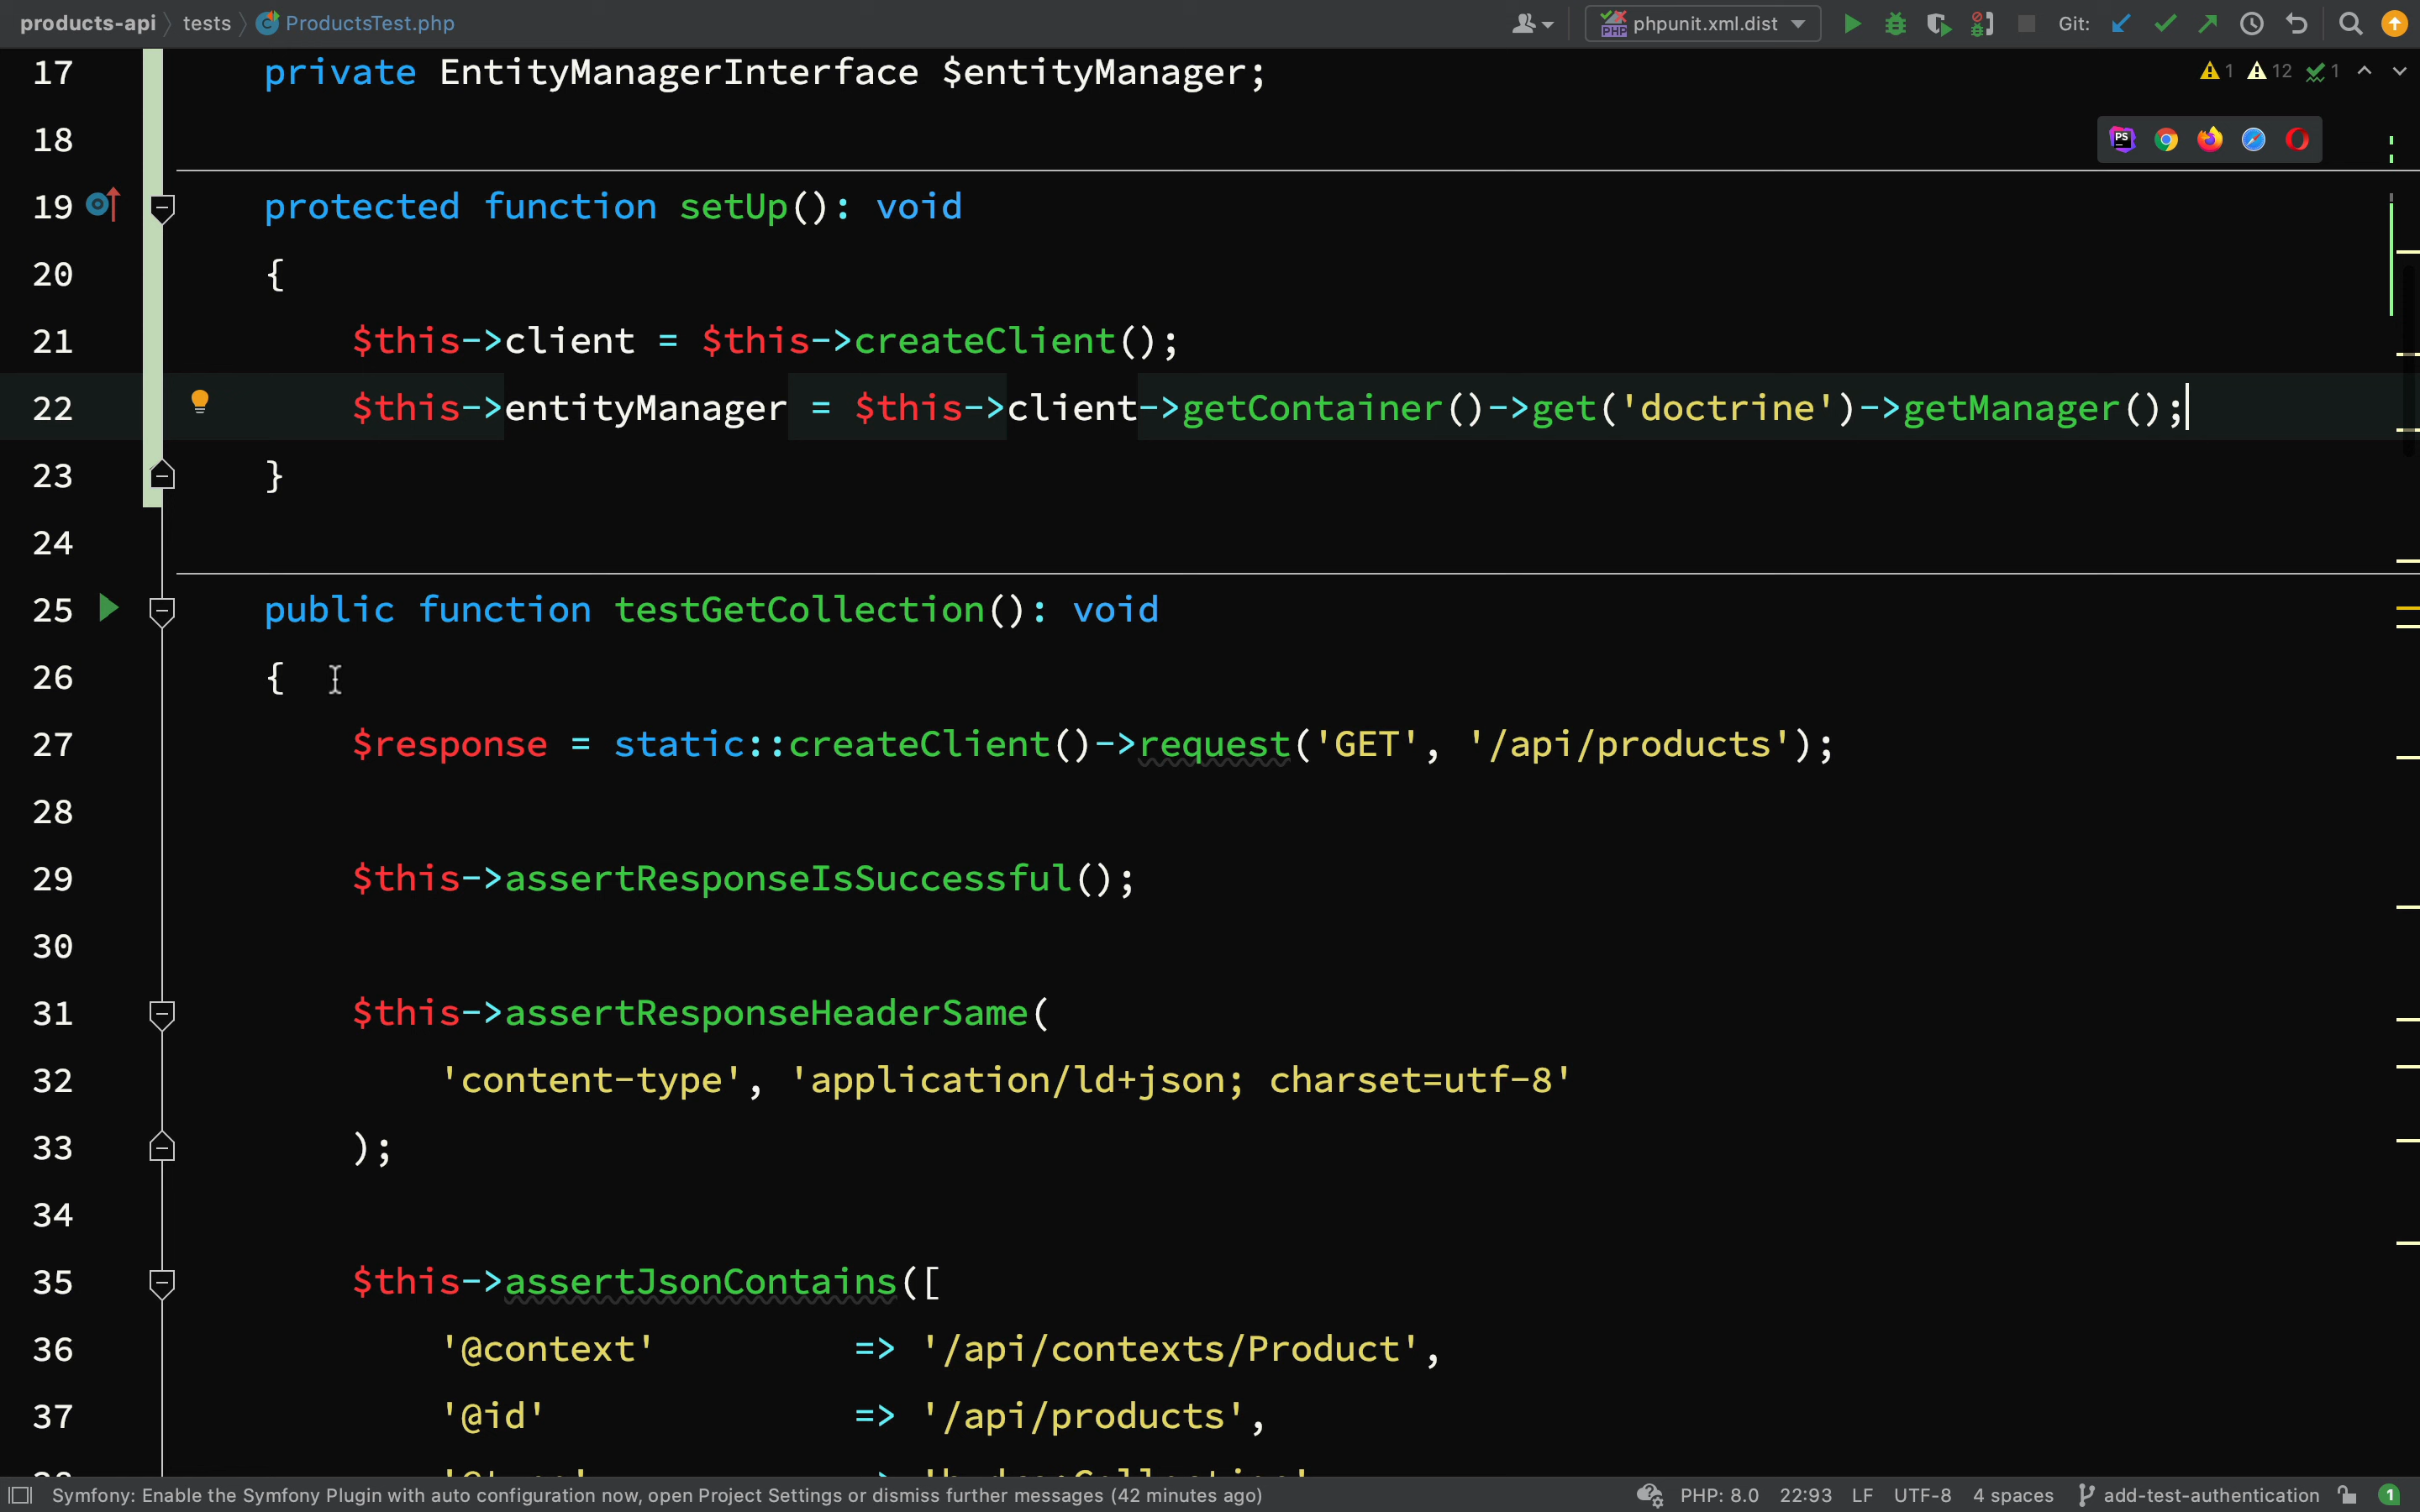 products-api tests ProductsTest.php phpunit.xml.dist Git:
17 private EntityManagerInterface $entityManager; 1 12 1
18
19 protected function setUp(): void
20 {
21 $this->client = $this->createClient();
22 $this->entityManager = $this->client->getContainer()->get('doctrine')->getManager();
23 }
24
25 public function testGetCollection(): void
26 {
27 $response = static::createClient()->request('GET', '/api/products');
28
29 $this->assertResponseIsSuccessful();
30
31 $this->assertResponseHeaderSame(
32 'content-type', 'application/ld+json; charset=utf-8'
33 );
34
35 $this->assertJsonContains([
36 '@context' => '/api/contexts/Product',
37 '@id' => '/api/products',
Symfony: Enable the Symfony Plugin with auto configuration now, open Project Settings or dismiss further messages (42 minutes ago) PHP: 8.0 22:93 LF UTF-8 4 spaces add-test-authentication 1